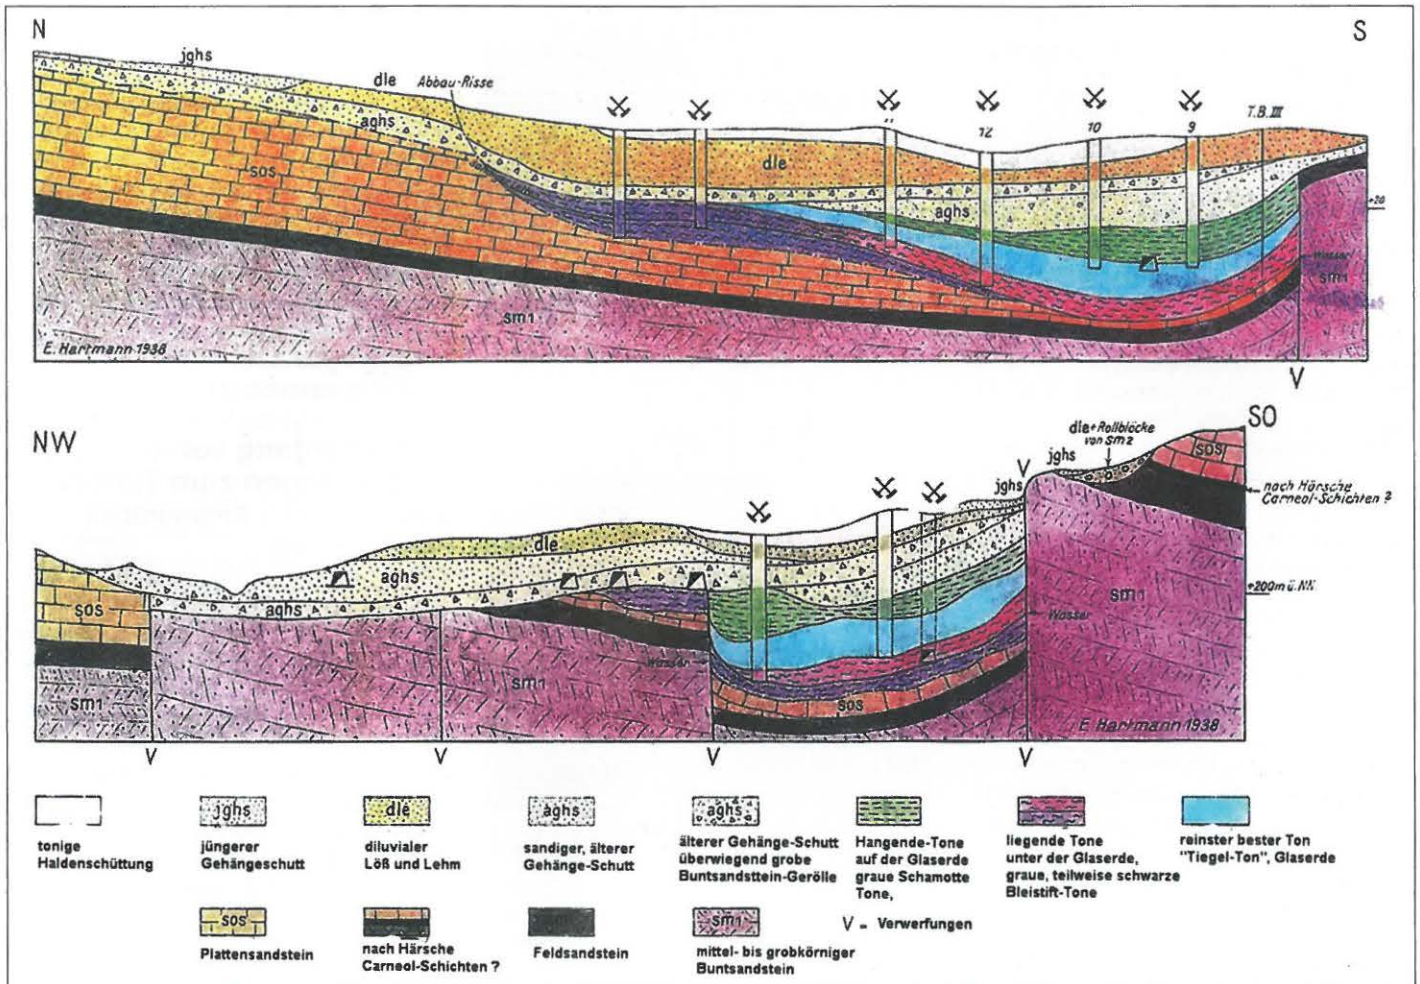 N
S
jghs
dle
Abbau-Risse
11
12
10
9
T.B. III
aghs
sos
dle
aghs
+20
Wasser
sm1
sm1
E. Hartmann 1938
V
NW
SO
dle+Rollblöcke
von sm2
jghs
sos
V
jghs
nach Härsche
Carneol-Schichten ?
dle
aghs
aghs
sos
+200m ü. NN
sm1
Wasser
Wasser
sm1
sm1
sos
E. Hartmann 1938
V
V
V
V
jghs
dle
aghs
aghs
tonige
Haldenschüttung
jüngerer
Gehängeschutt
diluvialer
Löß und Lehm
sandiger, älterer
Gehänge-Schutt
älterer Gehänge-Schutt
überwiegend grobe
Buntsandsttein-Gerölle
Hangende-Tone
auf der Glaserde
graue Schamotte
Tone,
liegende Tone
unter der Glaserde,
graue, teilweise schwarze
Bleistift-Tone
reinster bester Ton
"Tiegel-Ton", Glaserde
sos
sm1
Plattensandstein
nach Härsche
Carneol-Schichten ?
Feldsandstein
mittel- bis grobkörniger
Buntsandstein
V = Verwerfungen